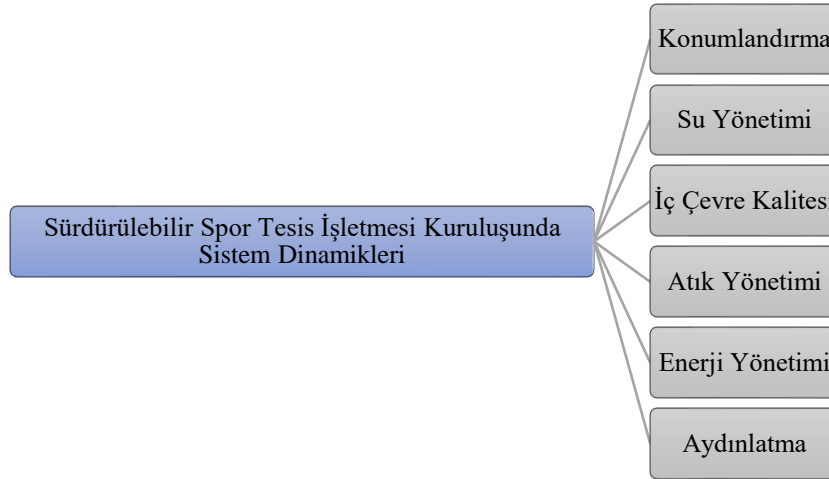 Konumlandırma
Su Yönetimi
İç Çevre Kalitesi
Sürdürülebilir Spor Tesis İşletmesi Kuruluşunda
Sistem Dinamikleri
Atık Yönetimi
Enerji Yönetimi
Aydınlatma